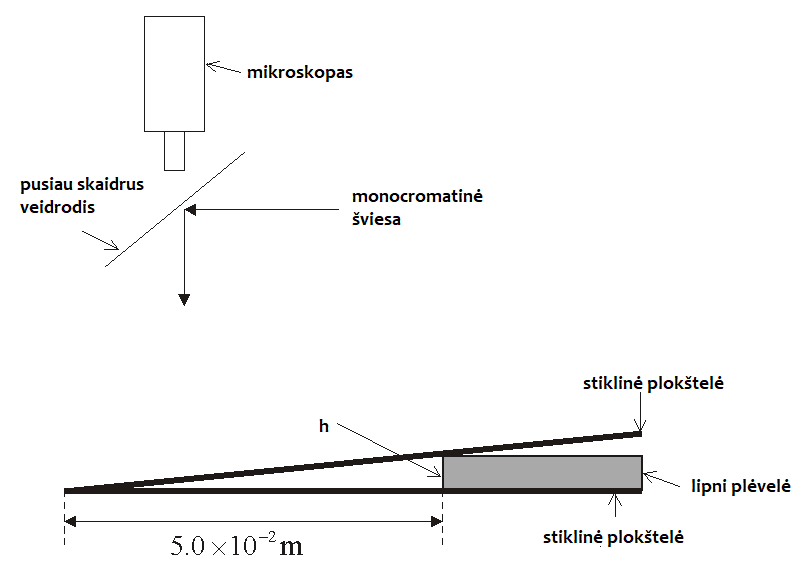 mikroskopas
pusiau skaidrus
veidrodis
monocromatinė
šviesa
stiklinė plokštelė
h
lipni plėvelė
stiklinė plokštelė
5.0 ×10⁻² m